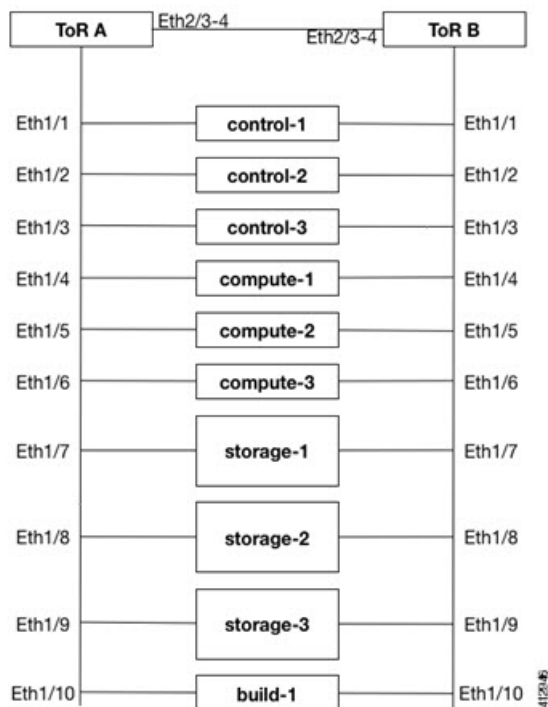 ToR A
Eth2/3-4
Eth2/3-4
ToR B
Eth1/1
control-1
Eth1/1
Eth1/2
control-2
Eth1/2
Eth1/3
control-3
Eth1/3
Eth1/4
compute-1
Eth1/4
Eth1/5
compute-2
Eth1/5
Eth1/6
compute-3
Eth1/6
Eth1/7
storage-1
Eth1/7
Eth1/8
storage-2
Eth1/8
Eth1/9
storage-3
Eth1/9
Eth1/10
build-1
Eth1/10